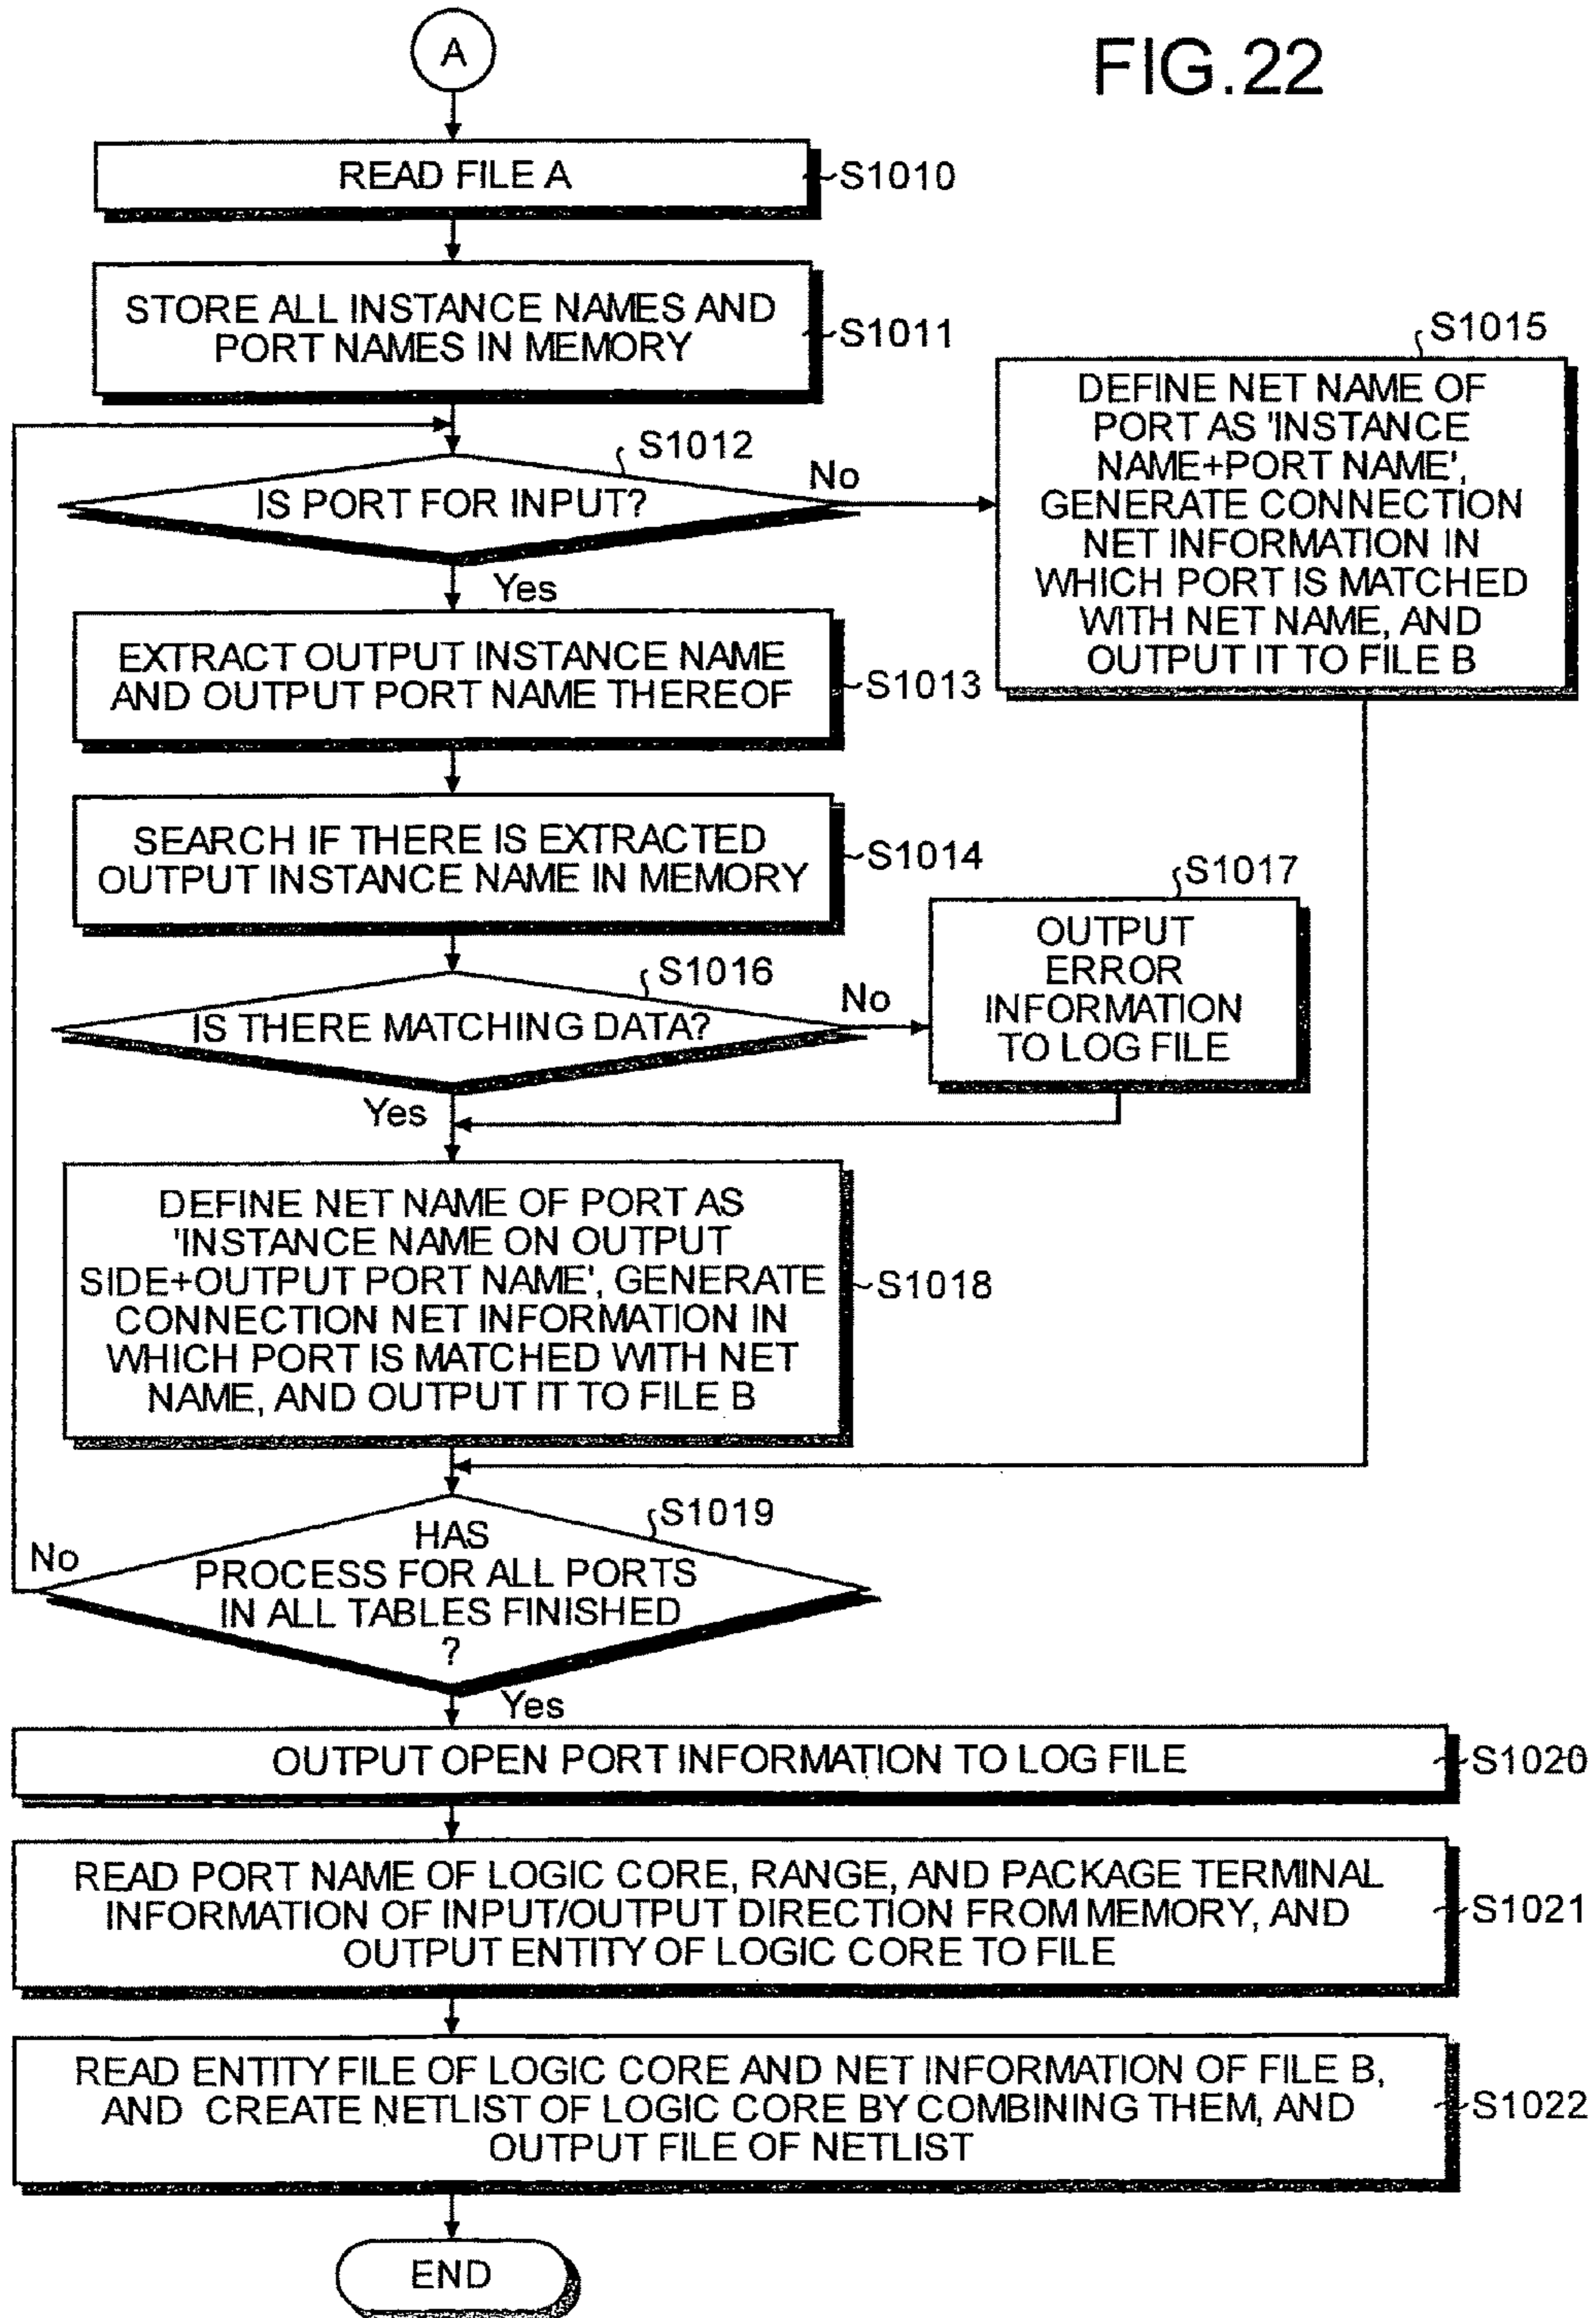 FIG.22
A
READ FILE A
S1010
STORE ALL INSTANCE NAMES AND
PORT NAMES IN MEMORY
S1011
S1012
IS PORT FOR INPUT?
No
Yes
S1015
DEFINE NET NAME OF
PORT AS 'INSTANCE
NAME+PORT NAME',
GENERATE CONNECTION
NET INFORMATION IN
WHICH PORT IS MATCHED
WITH NET NAME, AND
OUTPUT IT TO FILE B
EXTRACT OUTPUT INSTANCE NAME
AND OUTPUT PORT NAME THEREOF
S1013
SEARCH IF THERE IS EXTRACTED
OUTPUT INSTANCE NAME IN MEMORY
S1014
S1016
IS THERE MATCHING DATA?
No
Yes
S1017
OUTPUT
ERROR
INFORMATION
TO LOG FILE
DEFINE NET NAME OF PORT AS
'INSTANCE NAME ON OUTPUT
SIDE+OUTPUT PORT NAME', GENERATE
CONNECTION NET INFORMATION IN
WHICH PORT IS MATCHED WITH NET
NAME, AND OUTPUT IT TO FILE B
S1018
S1019
HAS
PROCESS FOR ALL PORTS
IN ALL TABLES FINISHED
?
No
Yes
OUTPUT OPEN PORT INFORMATION TO LOG FILE
S1020
READ PORT NAME OF LOGIC CORE, RANGE, AND PACKAGE TERMINAL
INFORMATION OF INPUT/OUTPUT DIRECTION FROM MEMORY, AND
OUTPUT ENTITY OF LOGIC CORE TO FILE
S1021
READ ENTITY FILE OF LOGIC CORE AND NET INFORMATION OF FILE B,
AND CREATE NETLIST OF LOGIC CORE BY COMBINING THEM, AND
OUTPUT FILE OF NETLIST
S1022
END